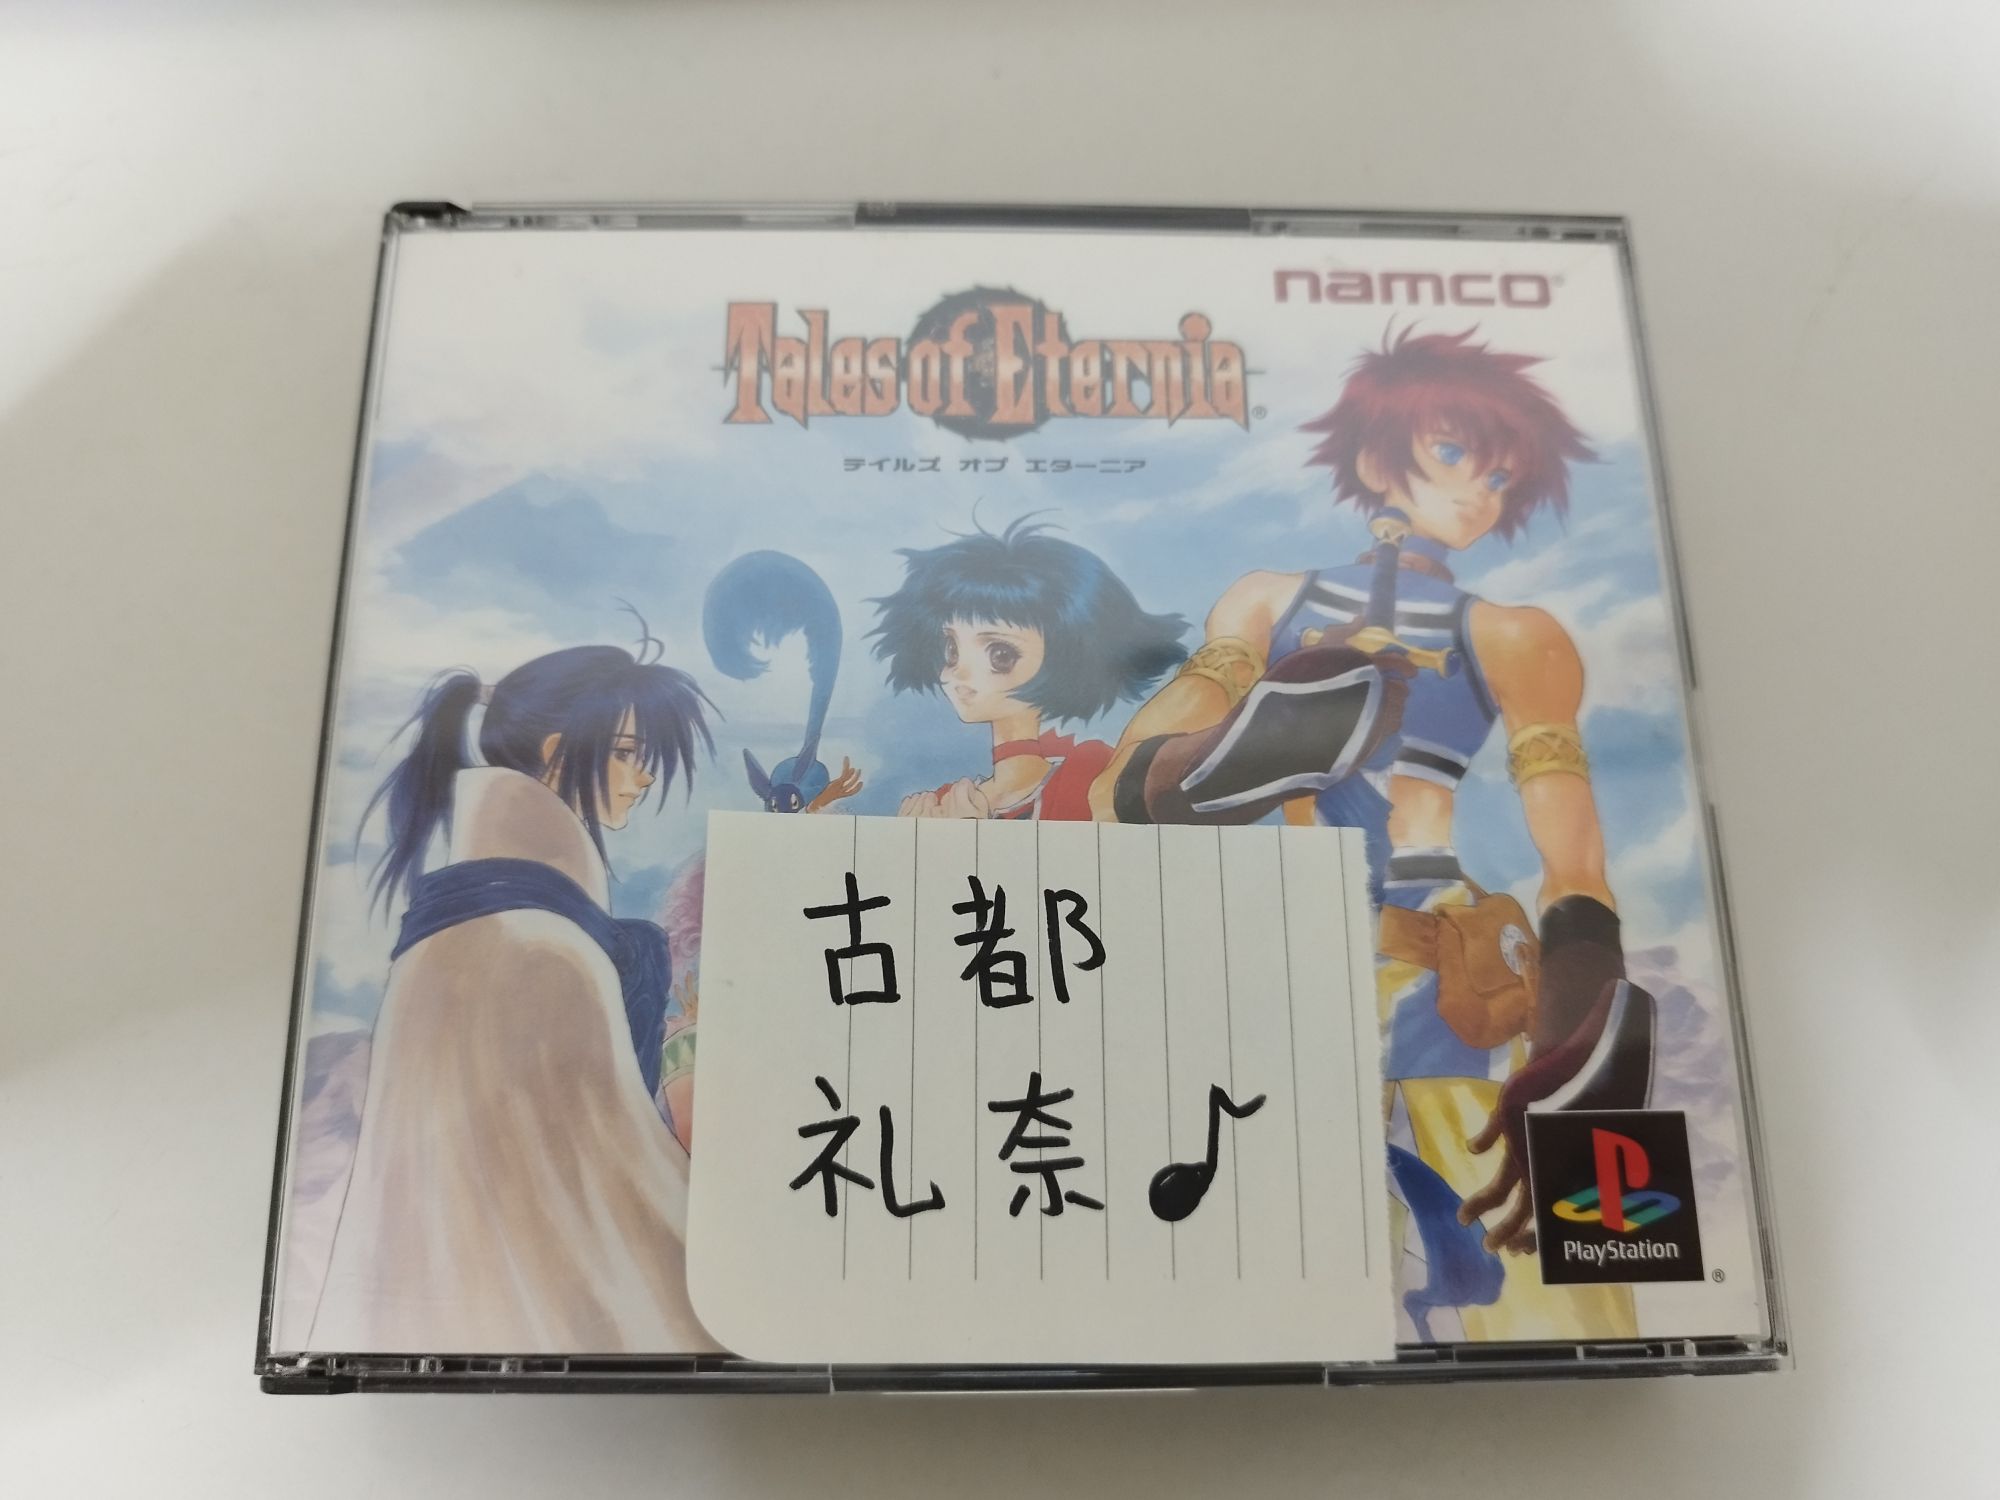 namco®
Tales of Eternia®
テイルズ オブ エターニア
古都
礼奈♪
PlayStation
®